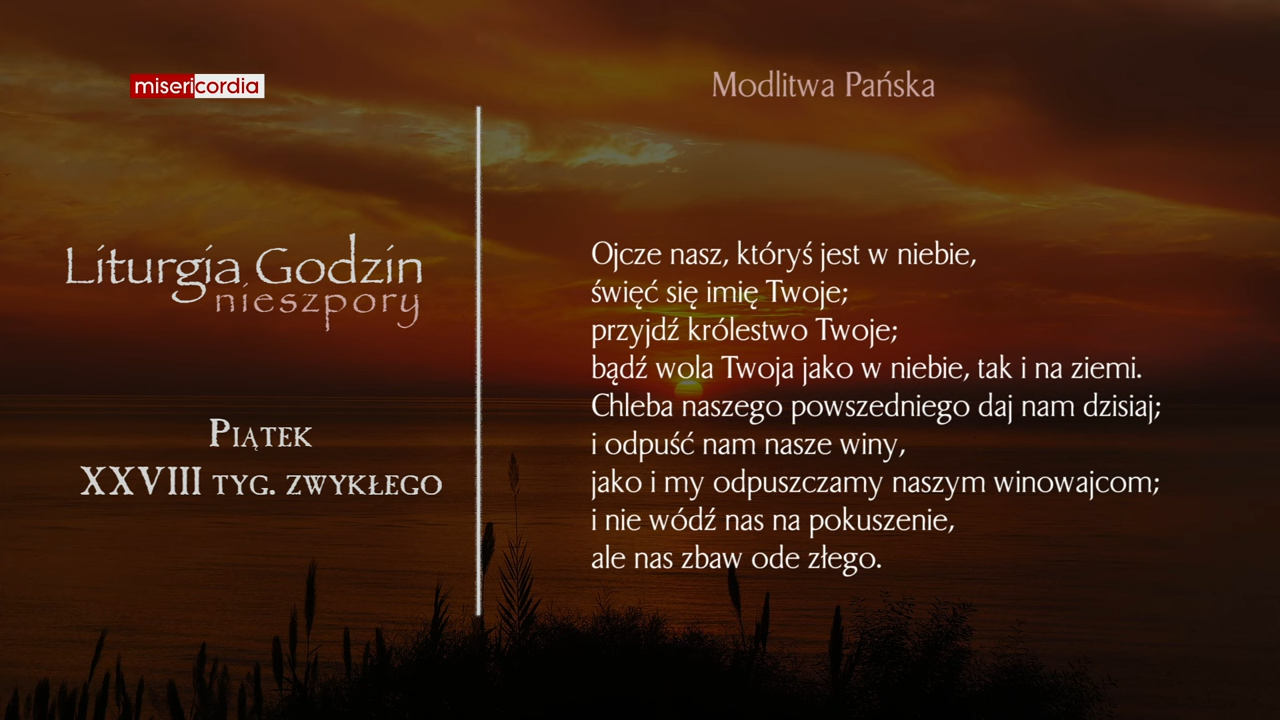 misericordia
Liturgia Godzin
nieszpory
Piątek
XXVIII tyg. zwykłego
Modlitwa Pańska
Ojcze nasz, któryś jest w niebie,
święć się imię Twoje;
przyjdź królestwo Twoje;
bądź wola Twoja jako w niebie, tak i na ziemi.
Chleba naszego powszedniego daj nam dzisiaj;
i odpuść nam nasze winy,
jako i my odpuszczamy naszym winowajcom;
i nie wódź nas na pokuszenie,
ale nas zbaw ode złego.